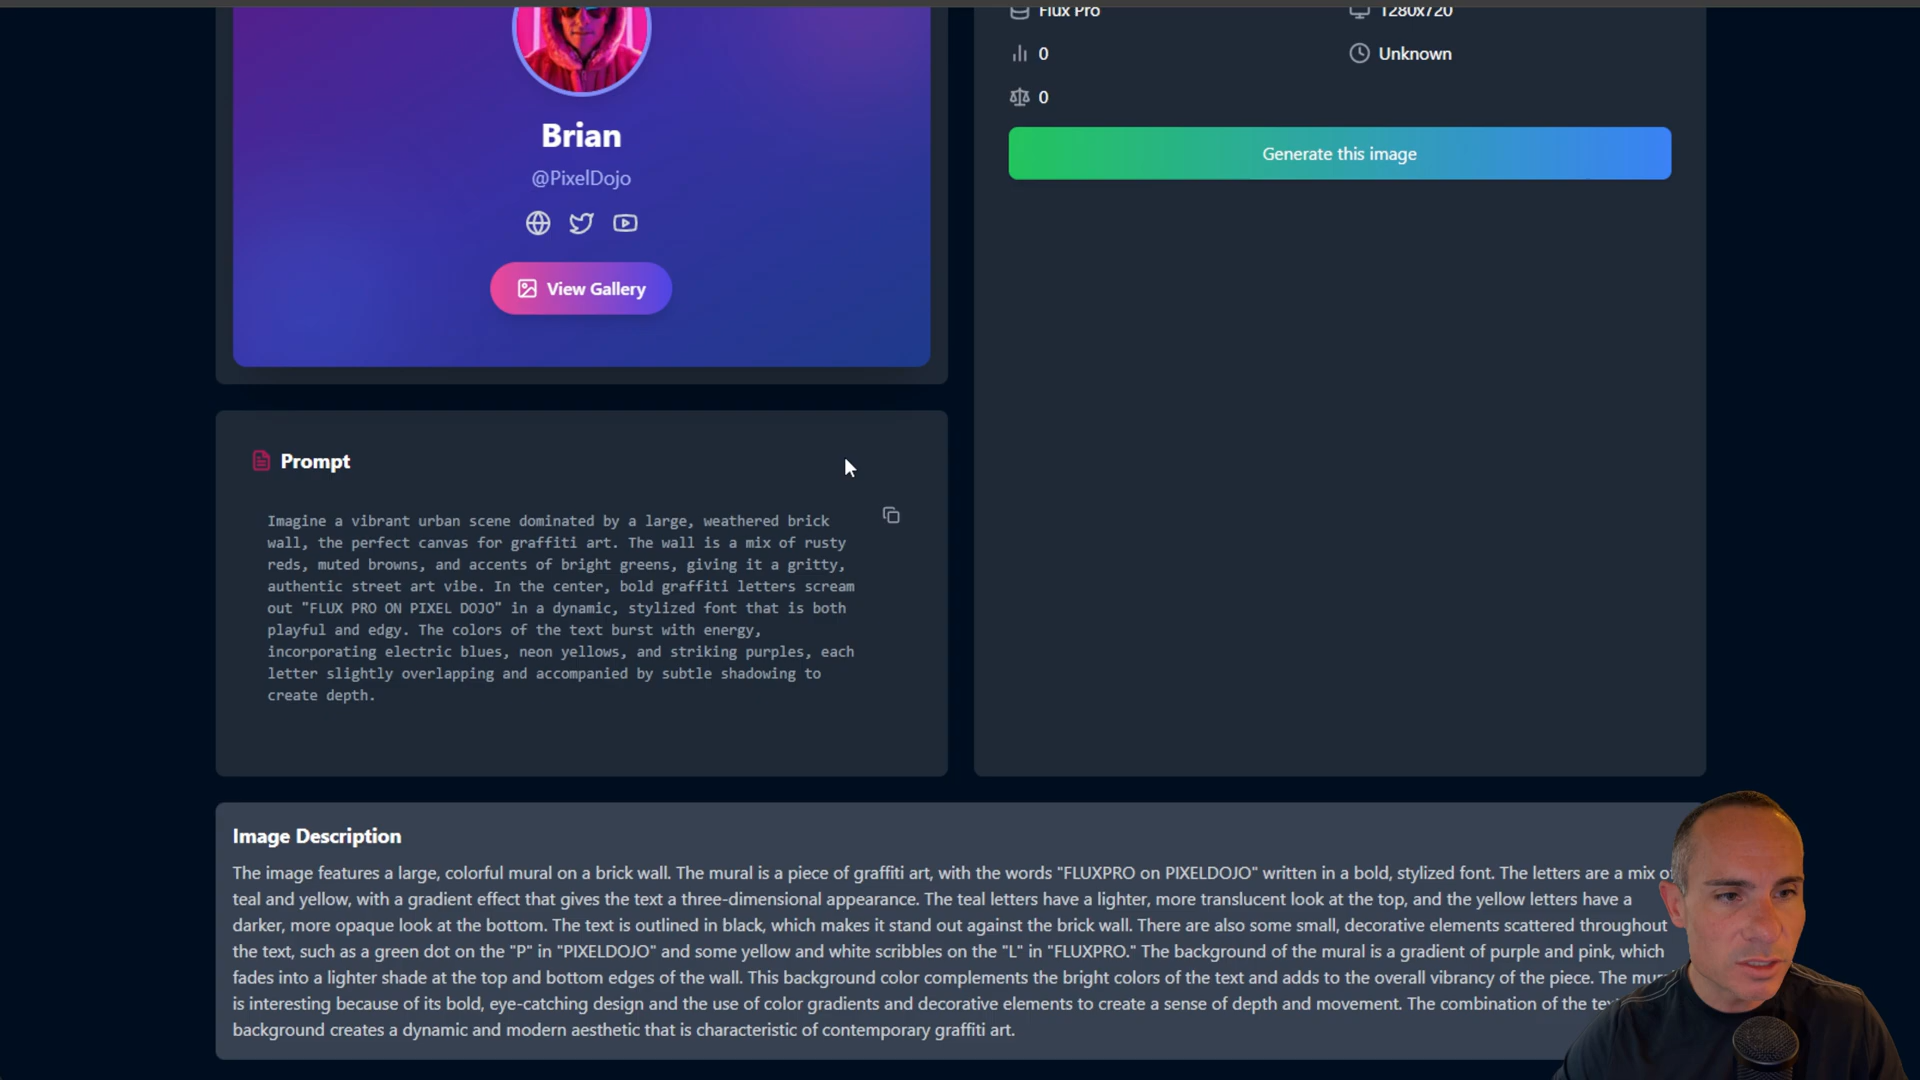 Flux Pro
1280x720
0
Unknown
0
Generate this image
Brian
@PixelDojo
View Gallery
Prompt
Imagine a vibrant urban scene dominated by a large, weathered brick
wall, the perfect canvas for graffiti art. The wall is a mix of rusty
reds, muted browns, and accents of bright greens, giving it a gritty,
authentic street art vibe. In the center, bold graffiti letters scream
out "FLUX PRO ON PIXEL DOJO" in a dynamic, stylized font that is both
playful and edgy. The colors of the text burst with energy,
incorporating electric blues, neon yellows, and striking purples, each
letter slightly overlapping and accompanied by subtle shadowing to
create depth.
Image Description
The image features a large, colorful mural on a brick wall. The mural is a piece of graffiti art, with the words "FLUXPRO on PIXELDOJO" written in a bold, stylized font. The letters are a mix of
teal and yellow, with a gradient effect that gives the text a three-dimensional appearance. The teal letters have a lighter, more translucent look at the top, and the yellow letters have a
darker, more opaque look at the bottom. The text is outlined in black, which makes it stand out against the brick wall. There are also some small, decorative elements scattered throughout
the text, such as a green dot on the "P" in "PIXELDOJO" and some yellow and white scribbles on the "L" in "FLUXPRO." The background of the mural is a gradient of purple and pink, which
fades into a lighter shade at the top and bottom edges of the wall. This background color complements the bright colors of the text and adds to the overall vibrancy of the piece. The
is interesting because of its bold, eye-catching design and the use of color gradients and decorative elements to create a sense of depth and movement. The combination of the
background creates a dynamic and modern aesthetic that is characteristic of contemporary graffiti art.